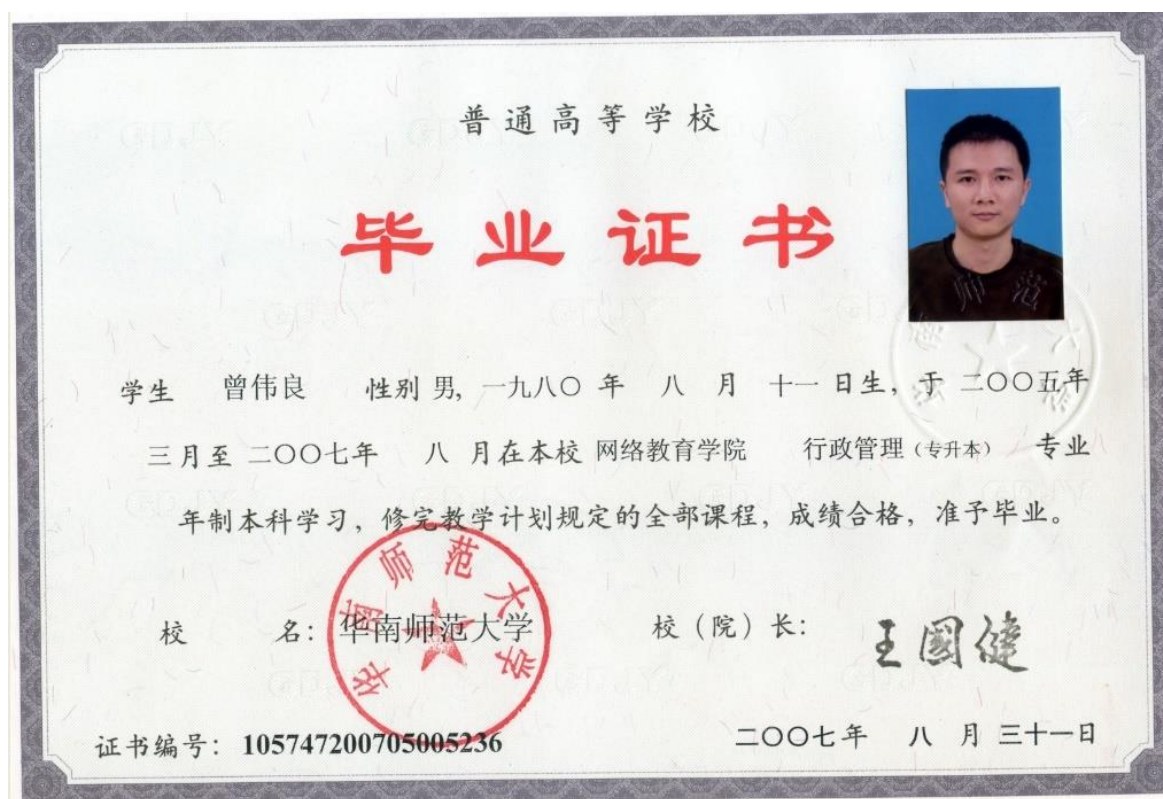 普通高等学校
毕业证书
学生 曾伟良 性别 男, 一九八〇 年 八 月 十一 日生, 于 二〇〇五年
三月至 二〇〇七年 八 月在本校 网络教育学院 行政管理（专升本） 专业
年制本科学习, 修完教学计划规定的全部课程, 成绩合格, 准予毕业。
校 名: 华南师范大学 校（院）长: 王國健
华南师范大学
证书编号: 105747200705005236 二〇〇七年 八 月 三十一日